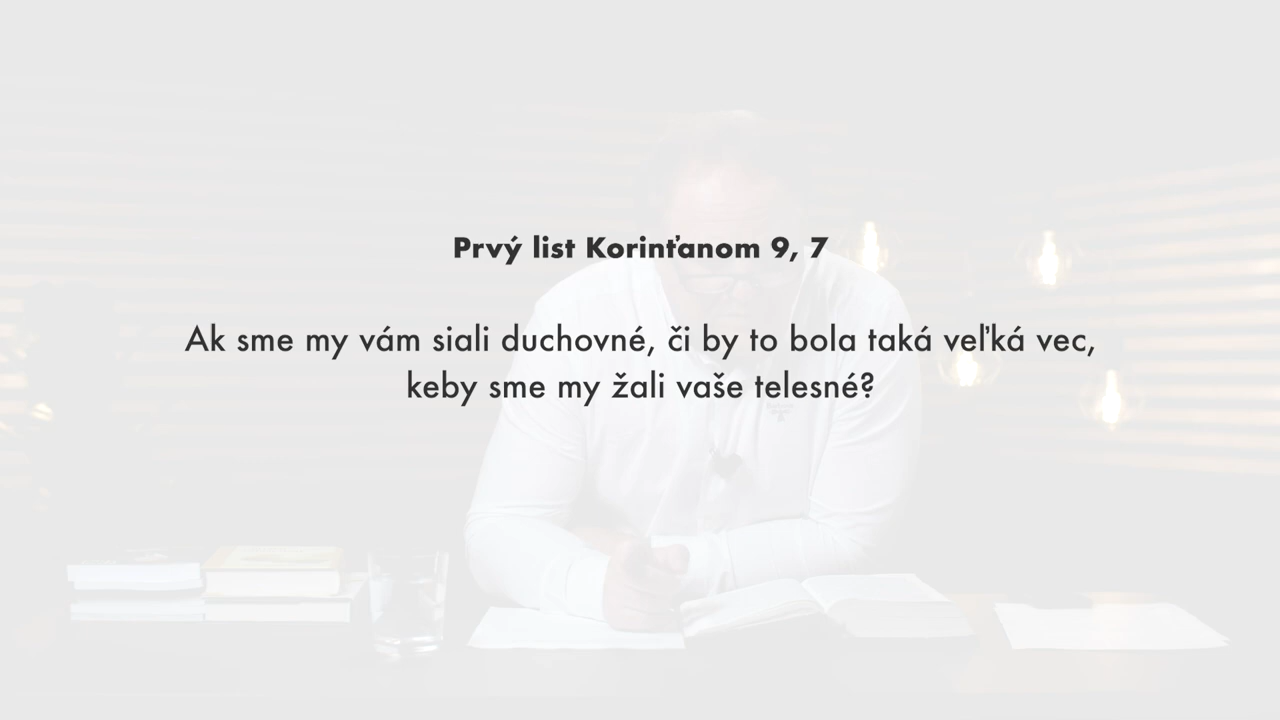 Prvý list Korinťanom 9, 7
Ak sme my vám siali duchovné, či by to bola taká veľká vec,
keby sme my žali vaše telesné?